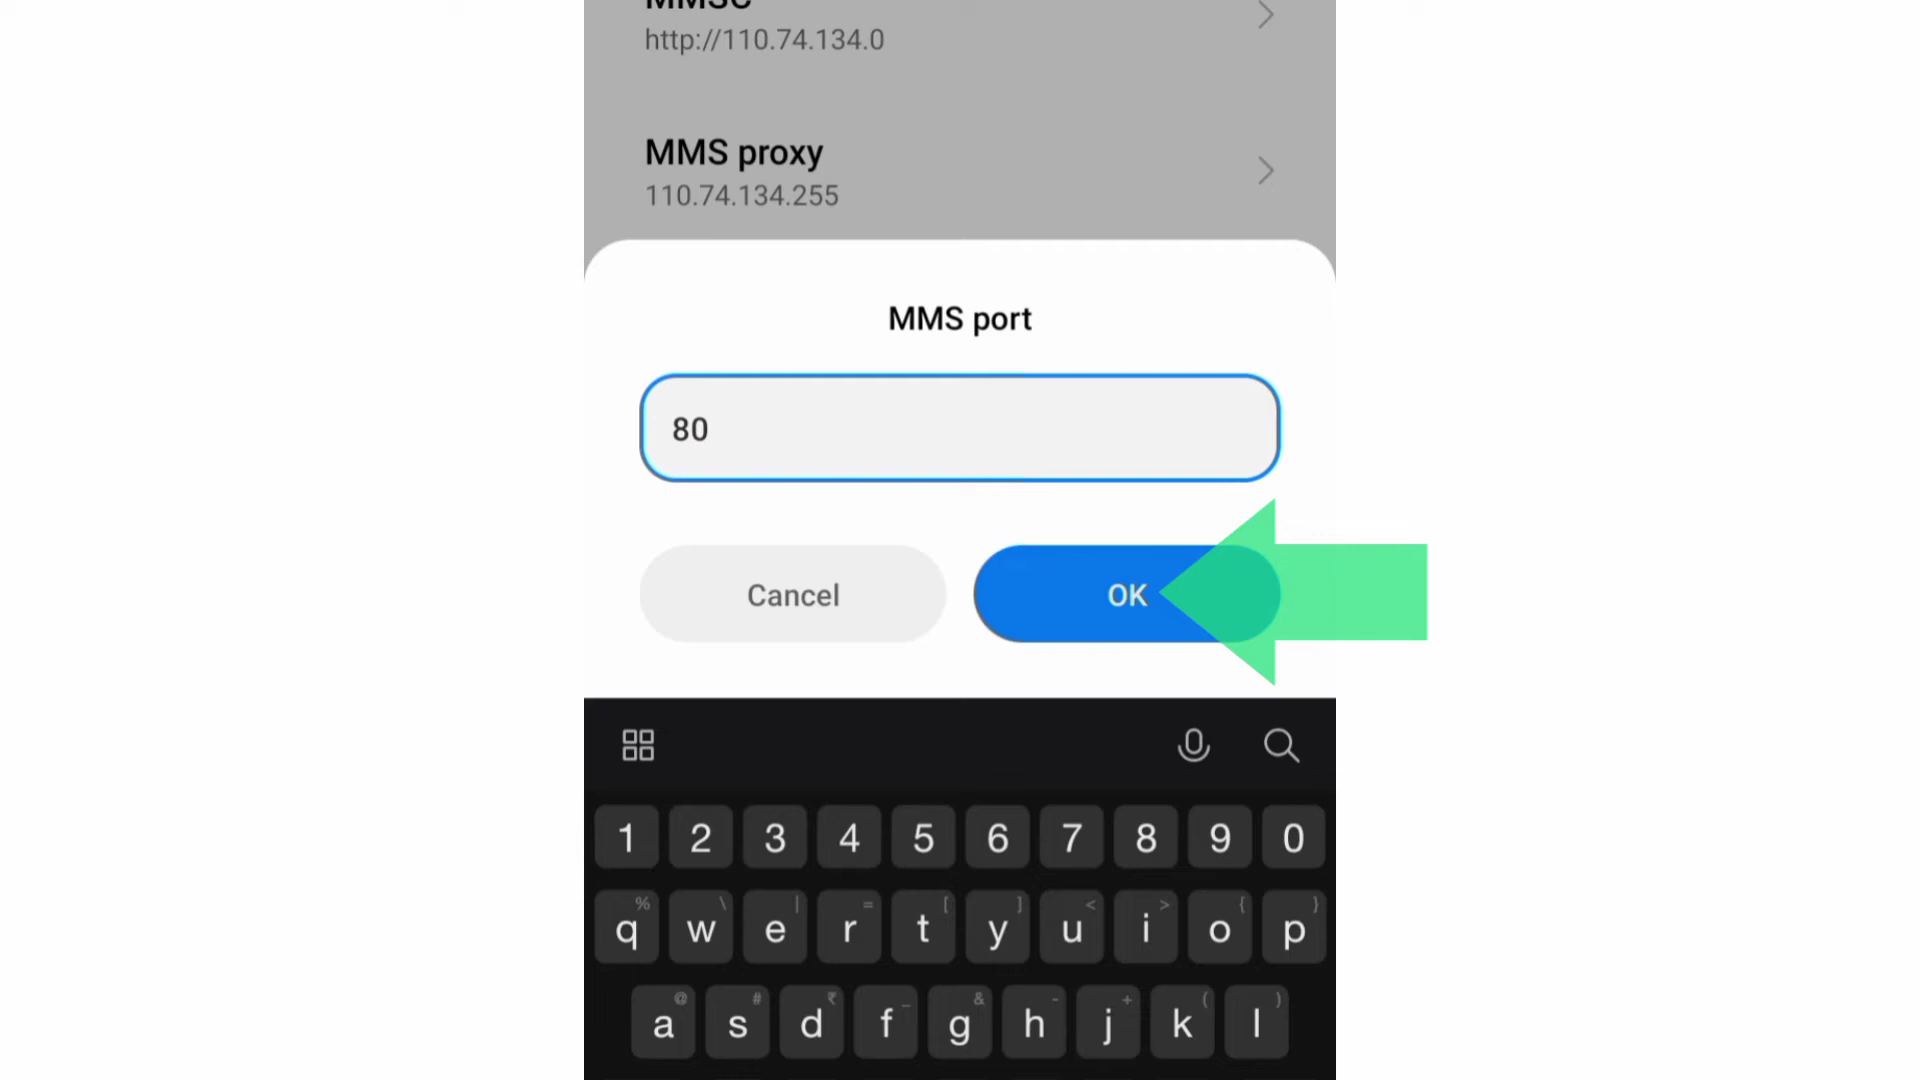 MMSC
http://110.74.134.0
MMS proxy
110.74.134.255
MMS port
80
Cancel OK
1 2 3 4 5 6 7 8 9 0
% \ | = [ ] < > { }
q w e r t y u i o p
@ # ₹ _ & - + ( )
a s d f g h j k l